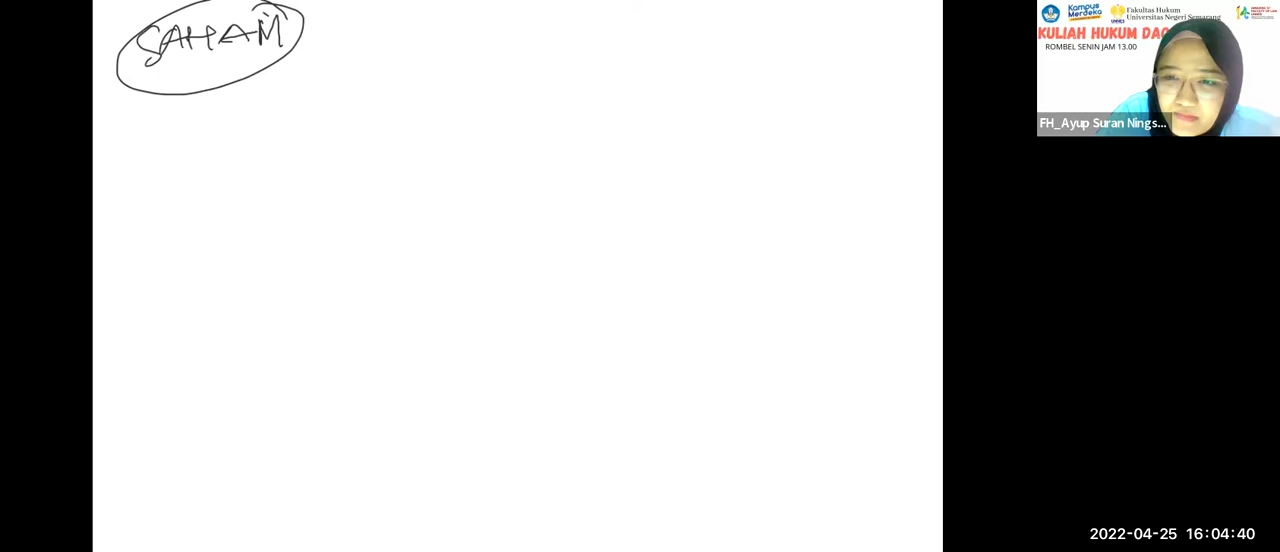 SAHAM
Kampus
Merdeka
UNNES
Fakultas Hukum
Universitas Negeri Semarang
KULIAH HUKUM DAG
ROMBEL SENIN JAM 13.00
FH_Ayup Suran Nings...
2022-04-25 16:04:40